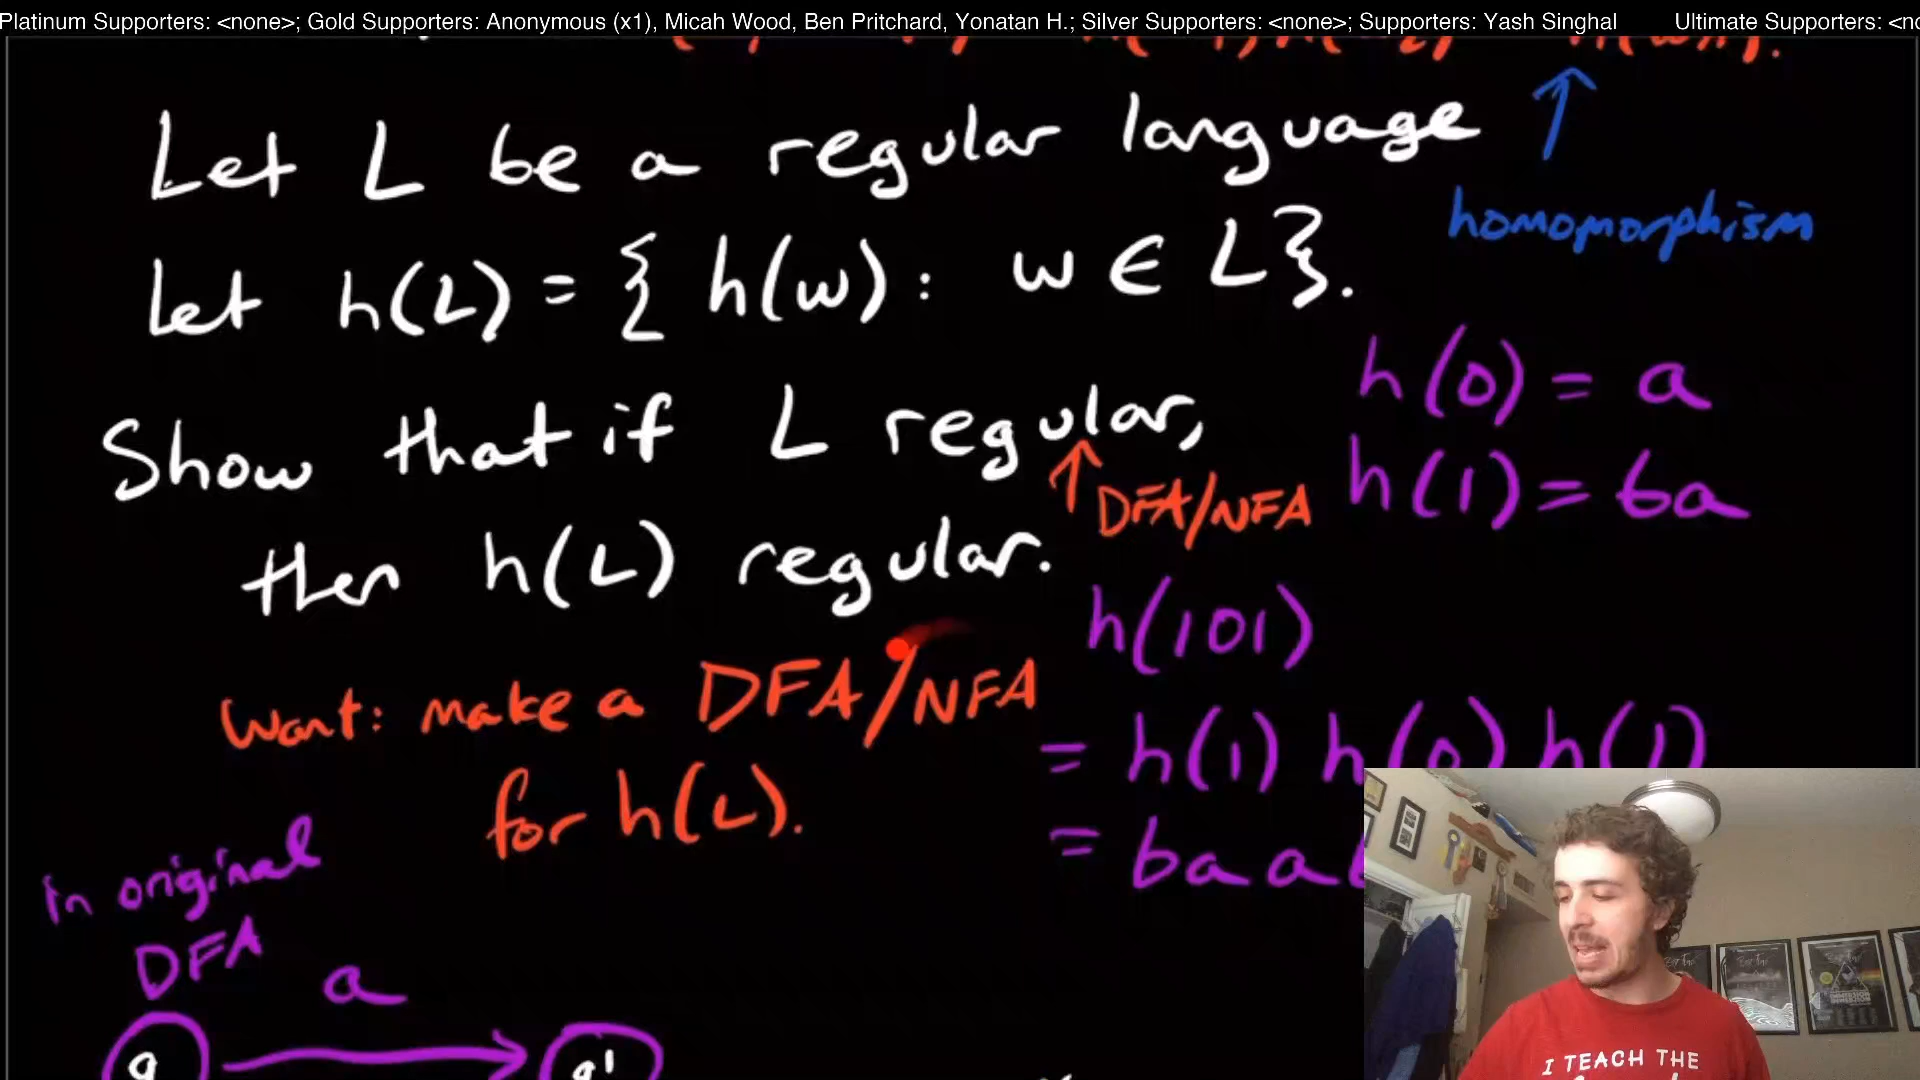 Platinum Supporters: <none>; Gold Supporters: Anonymous (x1), Micah Wood, Ben Pritchard, Yonatan H.; Silver Supporters: <none>; Supporters: Yash Singhal Ultimate Supporters:
Let L be a regular language
homomorphism
Let h(L) = { h(w) : w ∈ L }.
h(0) = a
Show that if L regular,
DFA/NFA
h(1) = ba
then h(L) regular.
h(101)
Want: make a DFA/NFA
= h(1) h(0) h(1)
for h(L).
= baa
In original
DFA
a
q
q'
I TEACH THE